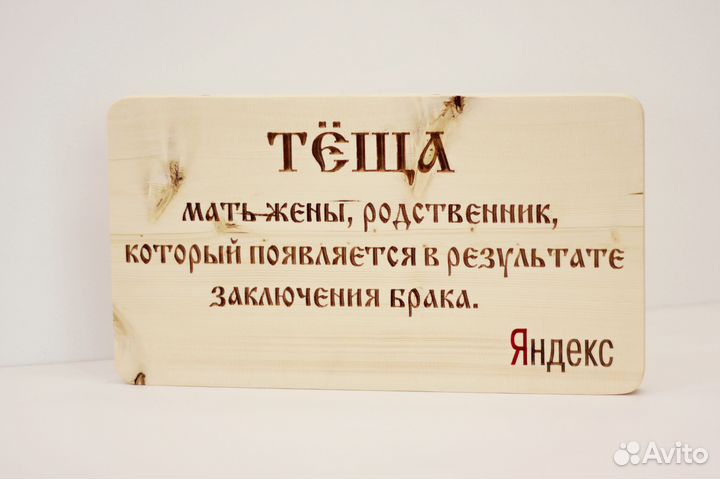 ТЁЩА
мать жены, родственник,
который появляется в результате
заключения брака.
Яндекс
Avito